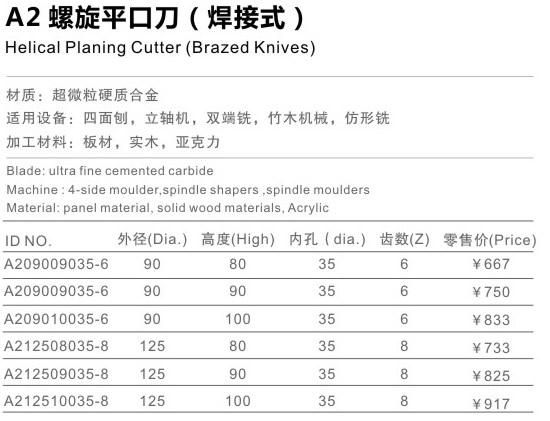 A2 螺旋平口刀（焊接式）
Helical Planing Cutter (Brazed Knives)
材质：超微粒硬质合金
适用设备：四面刨，立轴机，双端铣，竹木机械，仿形铣
加工材料：板材，实木，亚克力
Blade: ultra fine cemented carbide
Machine : 4-side moulder,spindle shapers ,spindle moulders
Material: panel material, solid wood materials, Acrylic
ID NO. 外径(Dia.) 高度(High) 内孔（dia.) 齿数(Z) 零售价(Price)
A209009035-6 90 80 35 6 ￥667
A209009035-6 90 90 35 6 ￥750
A209010035-6 90 100 35 6 ￥833
A212508035-8 125 80 35 8 ￥733
A212509035-8 125 90 35 8 ￥825
A212510035-8 125 100 35 8 ￥917